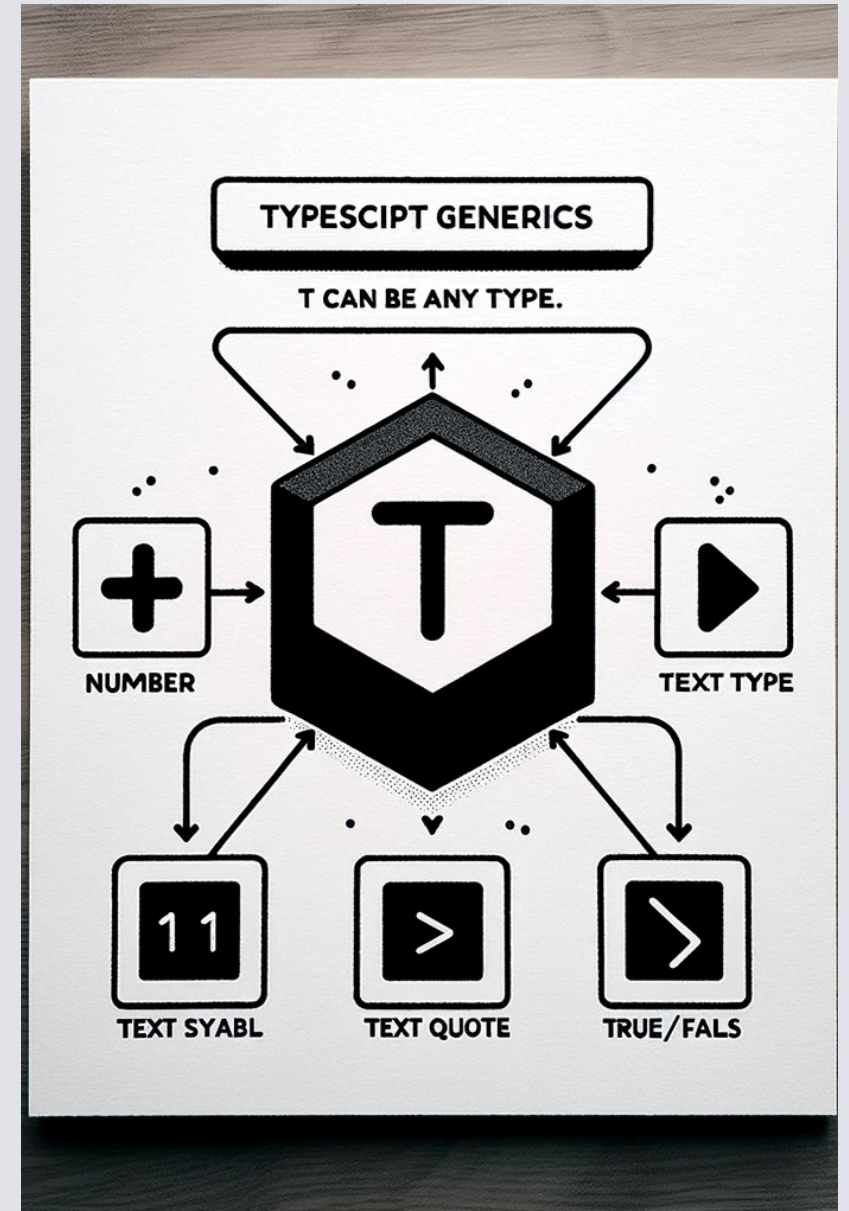 TYPESCIPT GENERICS
T CAN BE ANY TYPE.
T
NUMBER
TEXT TYPE
11
TEXT SYABL
TEXT QUOTE
TRUE/FALS